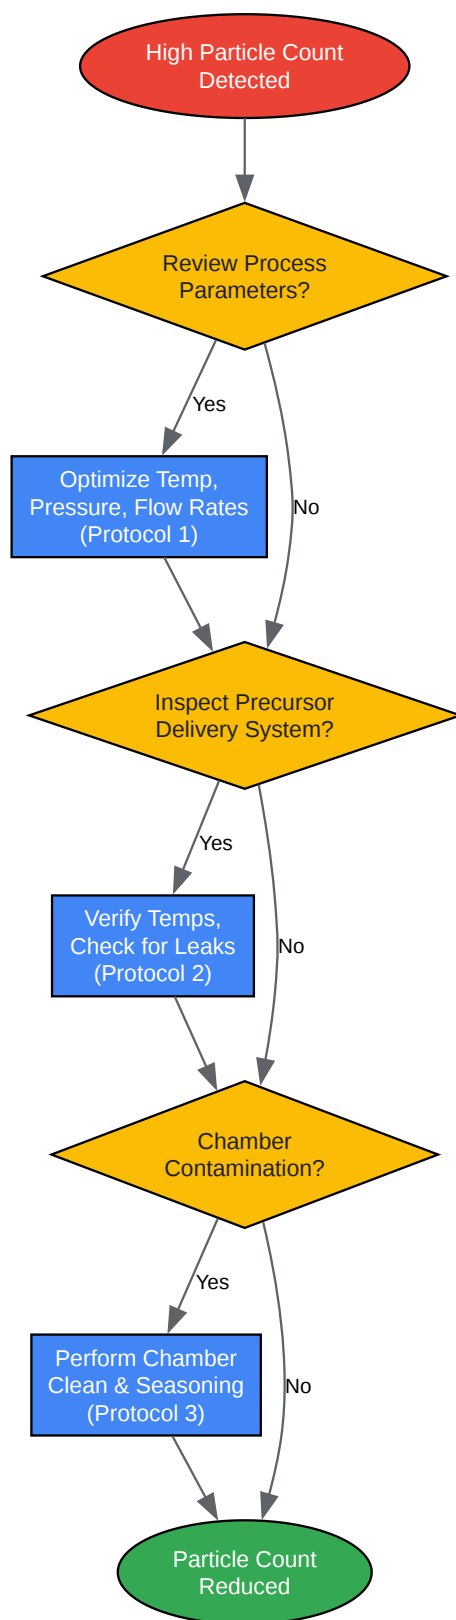 High Particle Count
Detected
Review Process
Parameters?
Yes
Optimize Temp,
Pressure, Flow Rates
(Protocol 1)
No
Inspect Precursor
Delivery System?
Yes
Verify Temps,
Check for Leaks
(Protocol 2)
No
Chamber
Contamination?
Yes
Perform Chamber
Clean & Seasoning
(Protocol 3)
No
Particle Count
Reduced